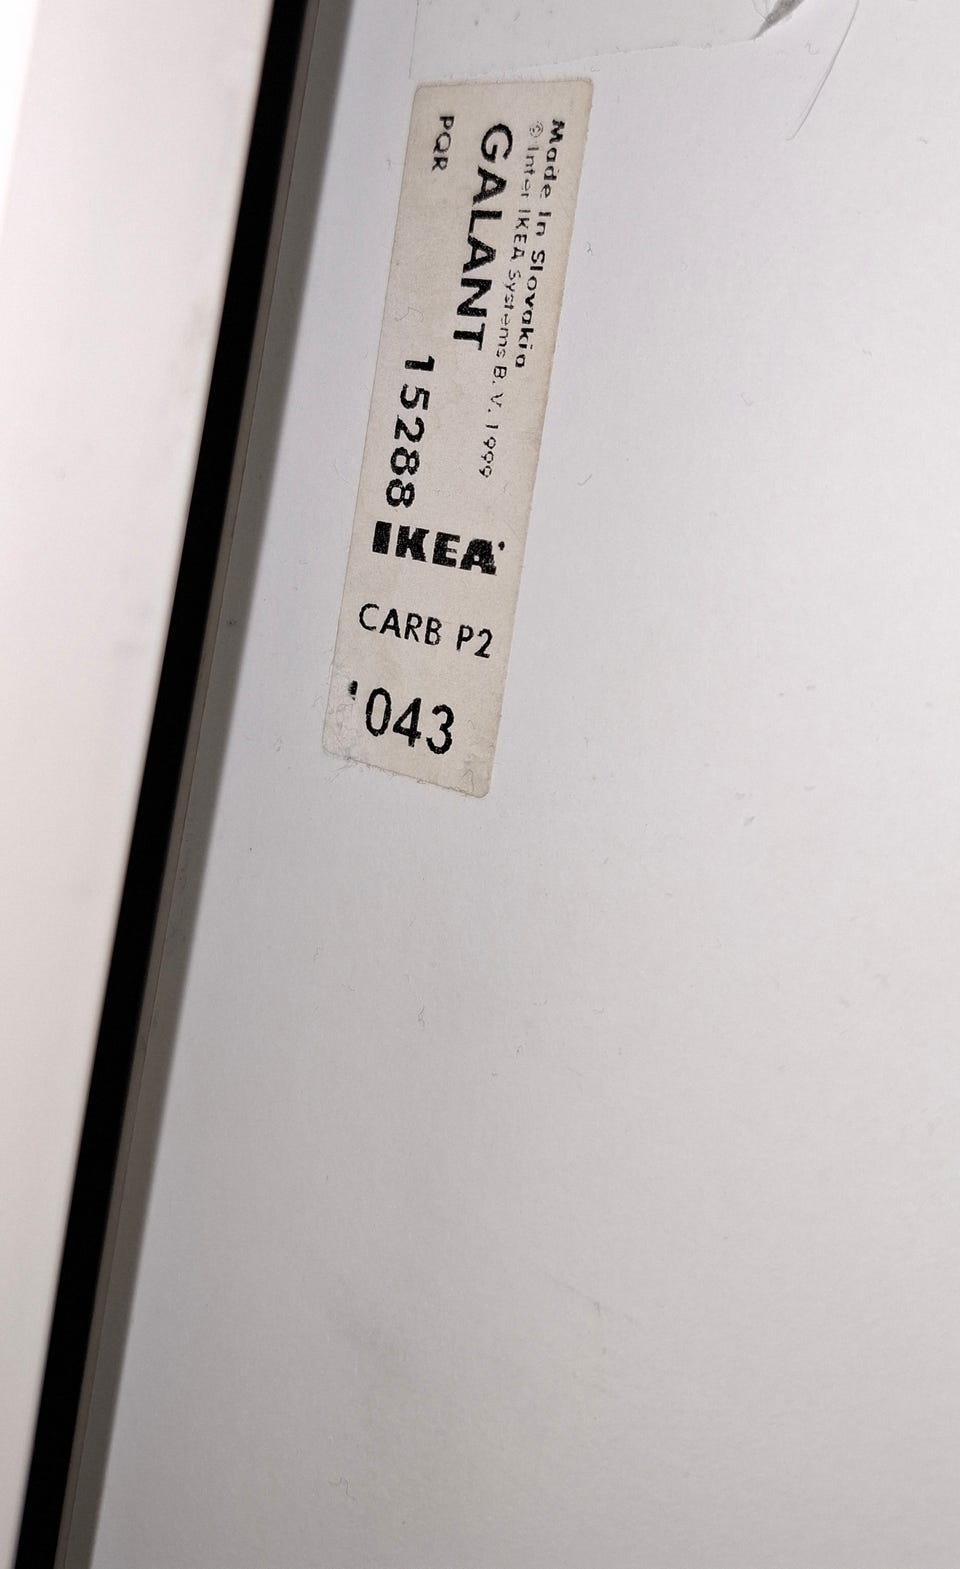 Made in Slovakia
© Inter IKEA Systems B.V. 1999
GALANT
PQR
15288
IKEA
CARB P2
043